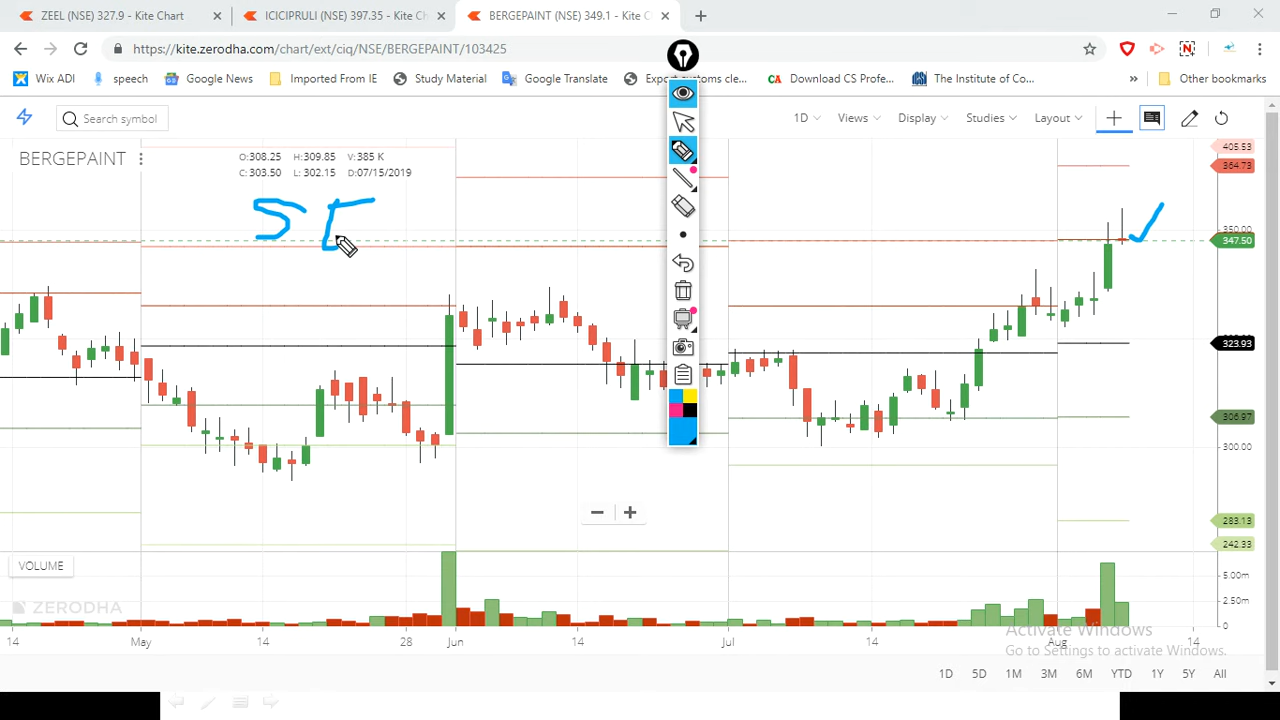 ZEEL (NSE) 327.9 - Kite Chart
ICICIPRULI (NSE) 397.35 - Kite Ch
BERGEPAINT (NSE) 349.1 - Kite C
https://kite.zerodha.com/chart/ext/ciq/NSE/BERGEPAINT/103425
Wix ADI
speech
Google News
Imported From IE
Study Material
Google Translate
Export customs cle...
Download CS Profe...
The Institute of Co...
Other bookmarks
Search symbol
1D
Views
Display
Studies
Layout
BERGEPAINT
O:308.25 H:309.85 V:385 K
C:303.50 L:302.15 D:07/15/2019
405.53
364.73
350.00
347.50
323.93
306.97
300.00
283.13
242.33
VOLUME
5.00m
2.50m
0
ZERODHA
14 May 14 28 Jun 14 Jul 14 Aug 14
Activate Windows
Go to Settings to activate Windows.
1D 5D 1M 3M 6M YTD 1Y 5Y All